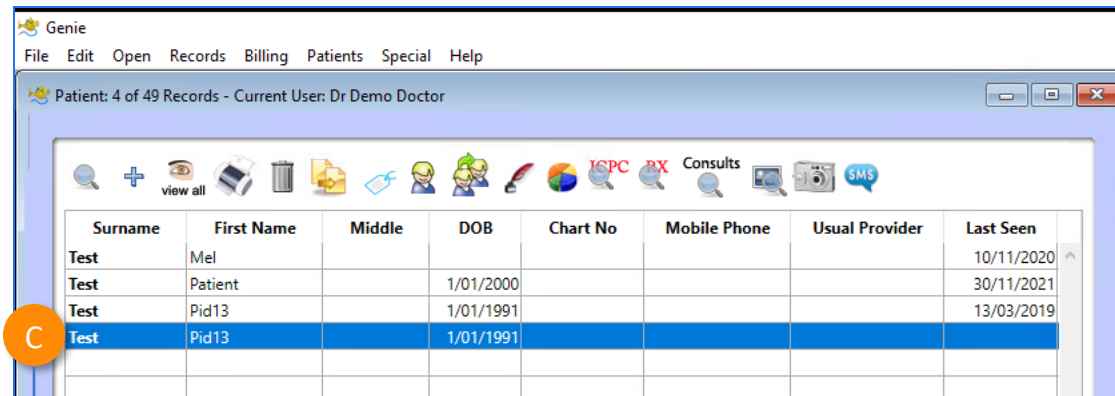 Genie
File Edit Open Records Billing Patients Special Help
Patient: 4 of 49 Records - Current User: Dr Demo Doctor
view all ICPC RX Consults SMS
Surname First Name Middle DOB Chart No Mobile Phone Usual Provider Last Seen
Test Mel 10/11/2020
Test Patient 1/01/2000 30/11/2021
Test Pid13 1/01/1991 13/03/2019
C Test Pid13 1/01/1991